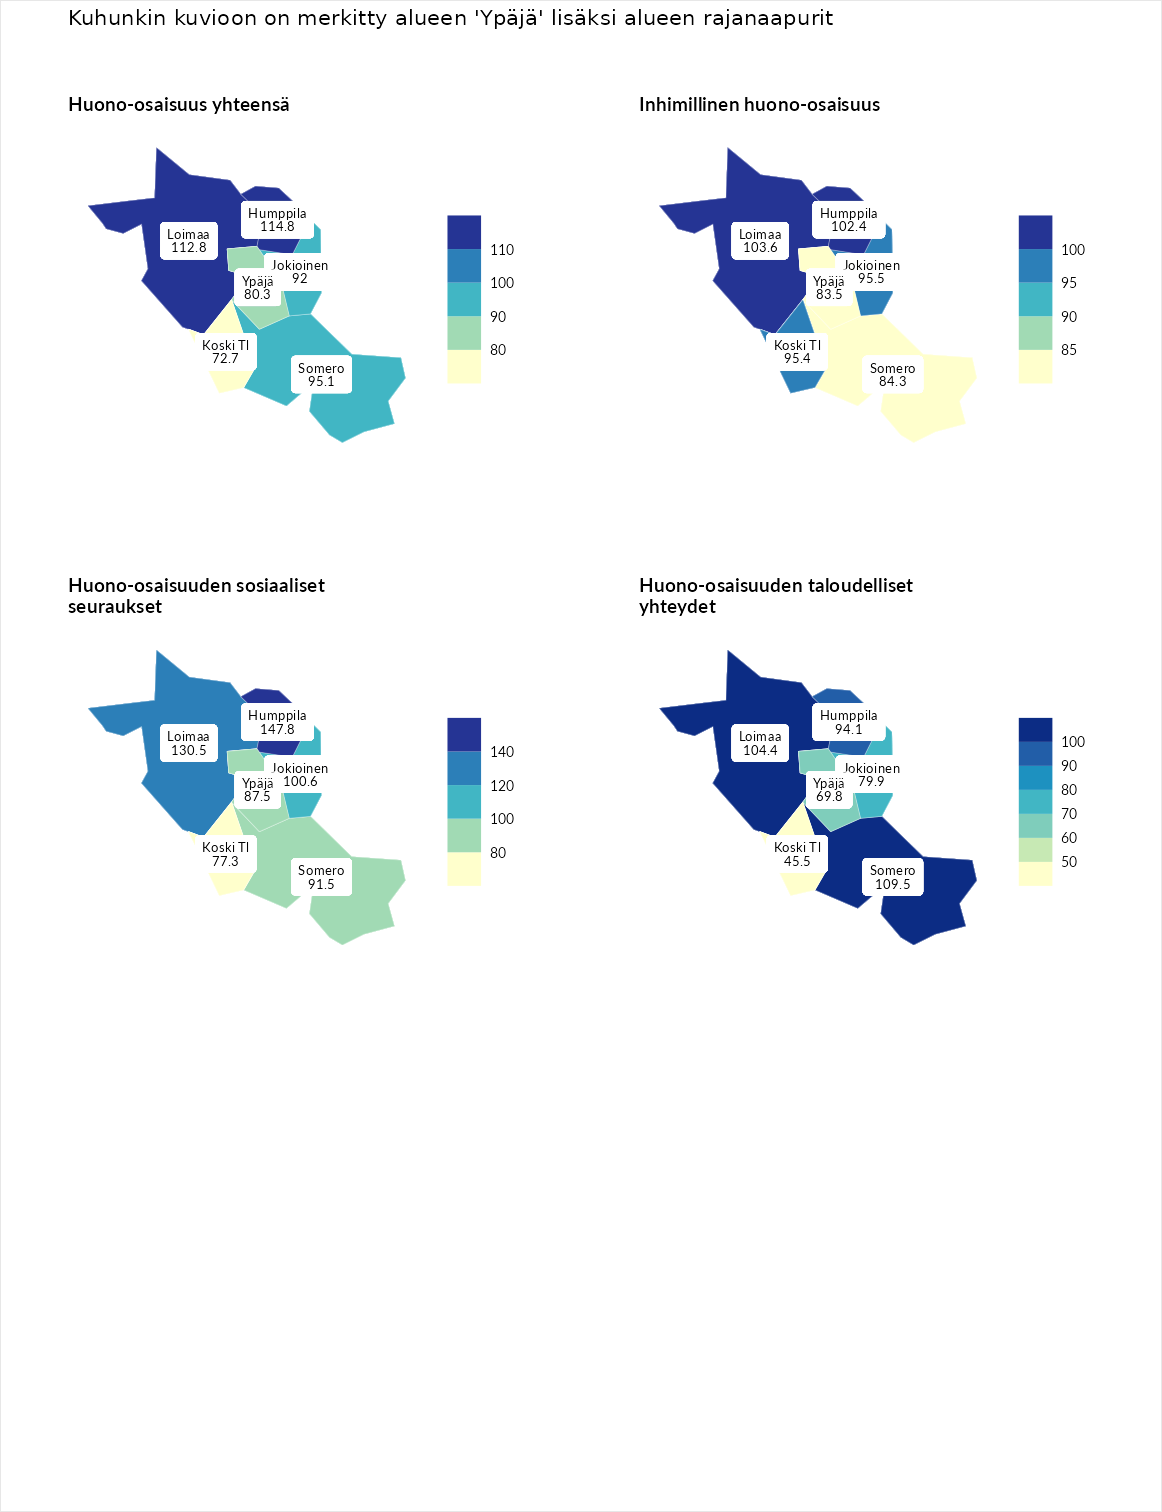 Kuhunkin kuvioon on merkitty alueen 'Ypäjä' lisäksi alueen rajanaapurit
Huono-osaisuus yhteensä
Loimaa
112.8
Humppila
114.8
Jokioinen
92
Ypäjä
80.3
Koski Tl
72.7
Somero
95.1
110
100
90
80
Inhimillinen huono-osaisuus
Loimaa
103.6
Humppila
102.4
Jokioinen
95.5
Ypäjä
83.5
Koski Tl
95.4
Somero
84.3
100
95
90
85
Huono-osaisuuden sosiaaliset
seuraukset
Loimaa
130.5
Humppila
147.8
Jokioinen
100.6
Ypäjä
87.5
Koski Tl
77.3
Somero
91.5
140
120
100
80
Huono-osaisuuden taloudelliset
yhteydet
Loimaa
104.4
Humppila
94.1
Jokioinen
79.9
Ypäjä
69.8
Koski Tl
45.5
Somero
109.5
100
90
80
70
60
50